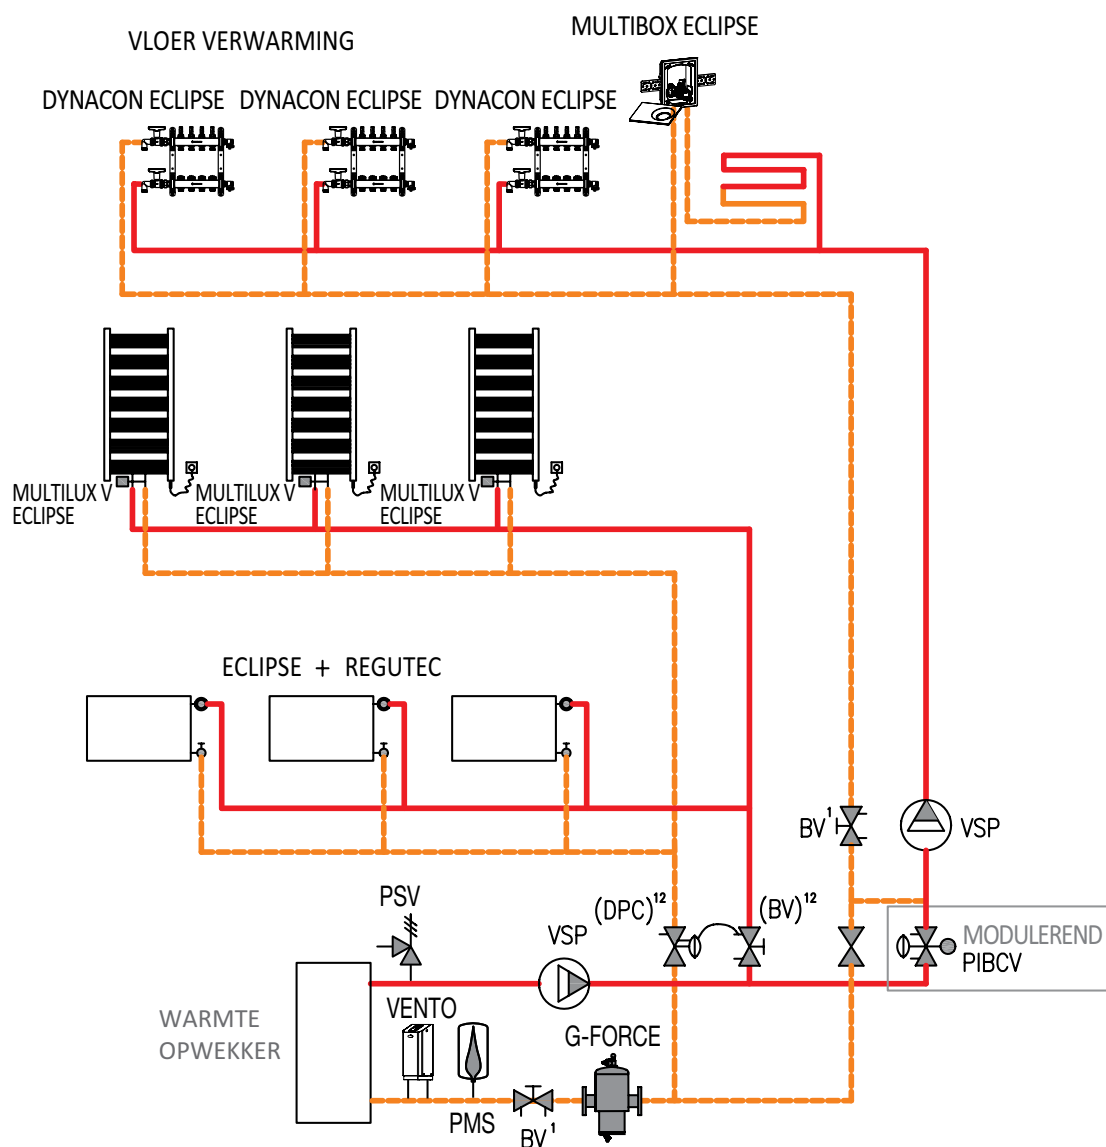 VLOER VERWARMING
MULTIBOX ECLIPSE
DYNACON ECLIPSE
DYNACON ECLIPSE
DYNACON ECLIPSE
MULTILUX V
ECLIPSE
MULTILUX V
ECLIPSE
MULTILUX V
ECLIPSE
ECLIPSE + REGUTEC
BV¹
VSP
PSV
VSP
(DPC)¹²
(BV)¹²
MODULEREND
PIBCV
WARMTE
OPWEKKER
VENTO
G-FORCE
PMS
BV¹